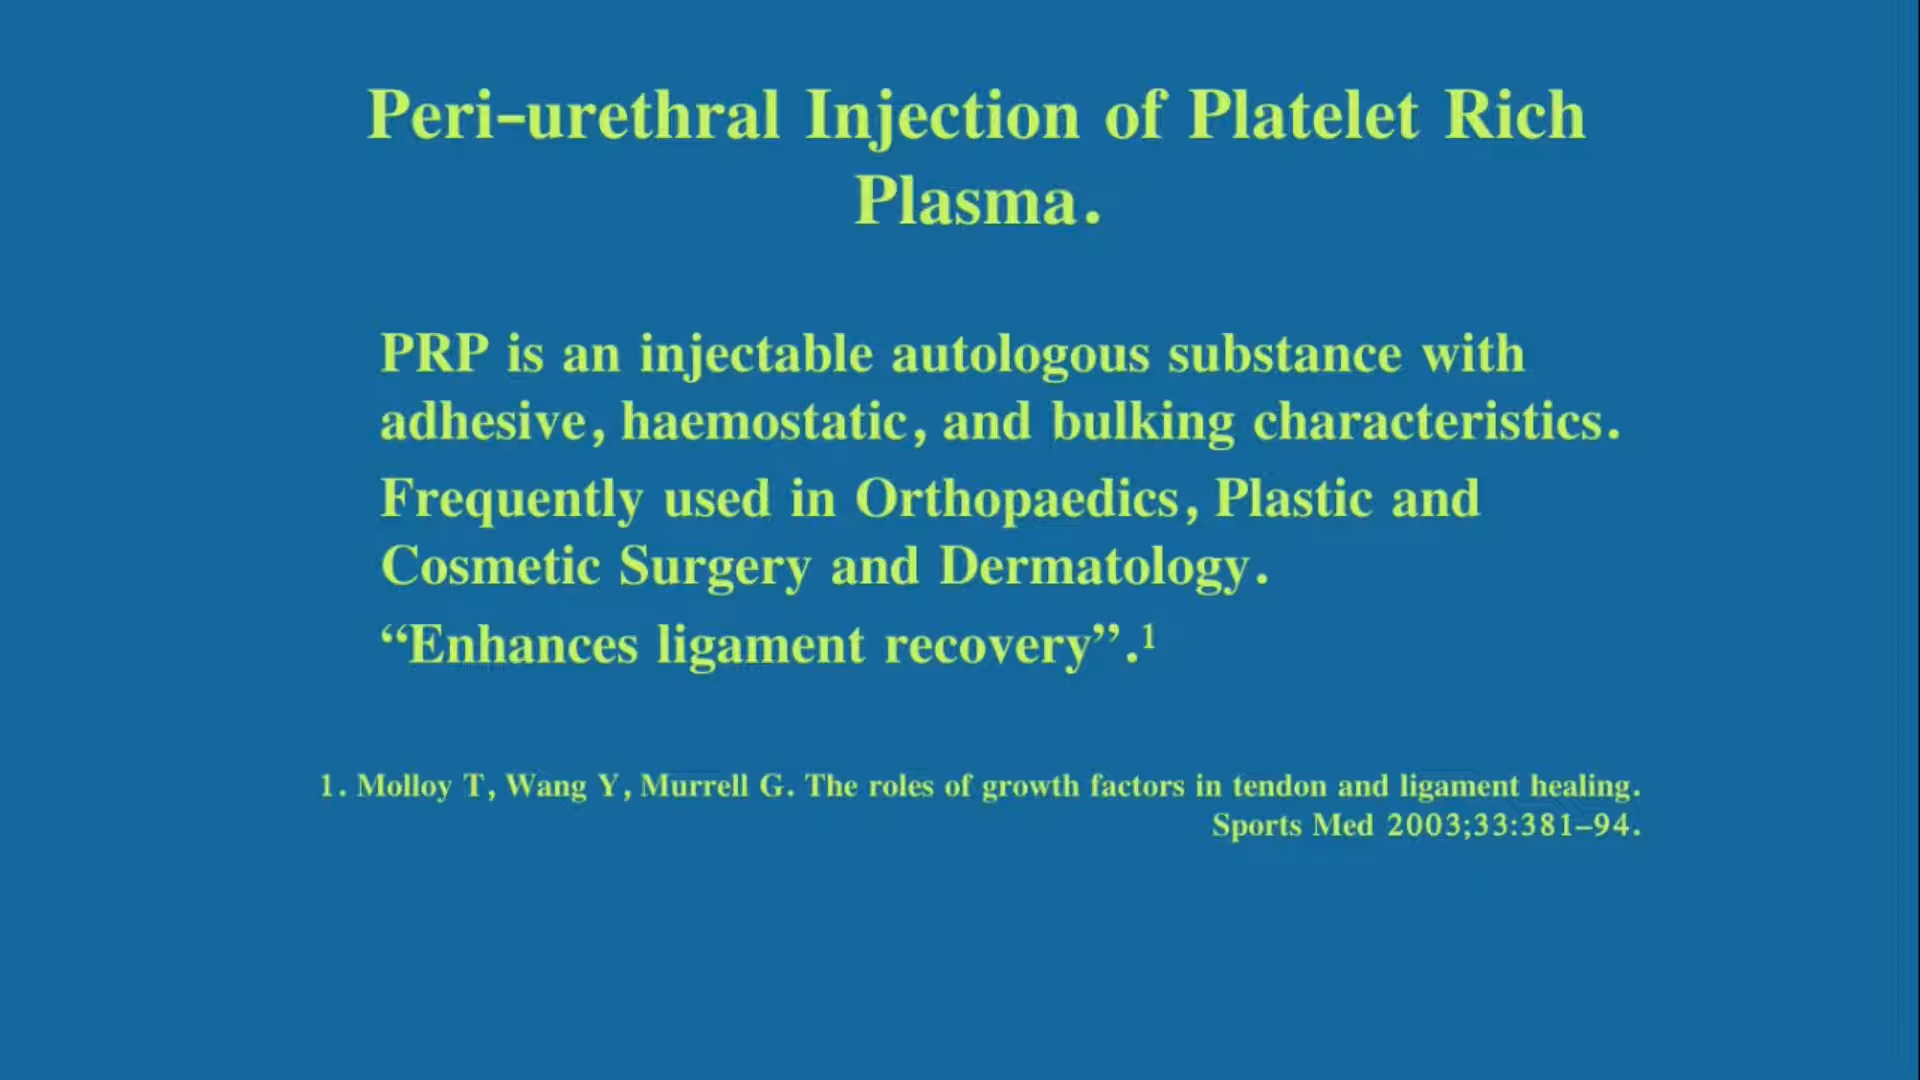 Peri-urethral Injection of Platelet Rich
Plasma.
PRP is an injectable autologous substance with
adhesive, haemostatic, and bulking characteristics.
Frequently used in Orthopaedics, Plastic and
Cosmetic Surgery and Dermatology.
“Enhances ligament recovery”.¹
1. Molloy T, Wang Y, Murrell G. The roles of growth factors in tendon and ligament healing.
Sports Med 2003;33:381–94.